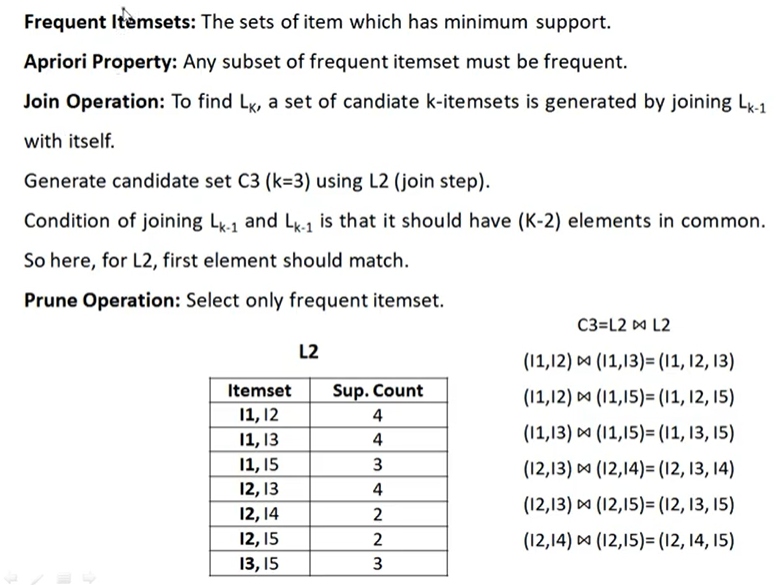 Frequent Itemsets: The sets of item which has minimum support.
Apriori Property: Any subset of frequent itemset must be frequent.
Join Operation: To find Lₖ, a set of candiate k-itemsets is generated by joining Lₖ₋₁
with itself.
Generate candidate set C3 (k=3) using L2 (join step).
Condition of joining Lₖ₋₁ and Lₖ₋₁ is that it should have (K-2) elements in common.
So here, for L2, first element should match.
Prune Operation: Select only frequent itemset.
L2
Itemset Sup. Count
I1, I2 4
I1, I3 4
I1, I5 3
I2, I3 4
I2, I4 2
I2, I5 2
I3, I5 3
C3=L2 ⋈ L2
(I1,I2) ⋈ (I1,I3)= (I1, I2, I3)
(I1,I2) ⋈ (I1,I5)= (I1, I2, I5)
(I1,I3) ⋈ (I1,I5)= (I1, I3, I5)
(I2,I3) ⋈ (I2,I4)= (I2, I3, I4)
(I2,I3) ⋈ (I2,I5)= (I2, I3, I5)
(I2,I4) ⋈ (I2,I5)= (I2, I4, I5)